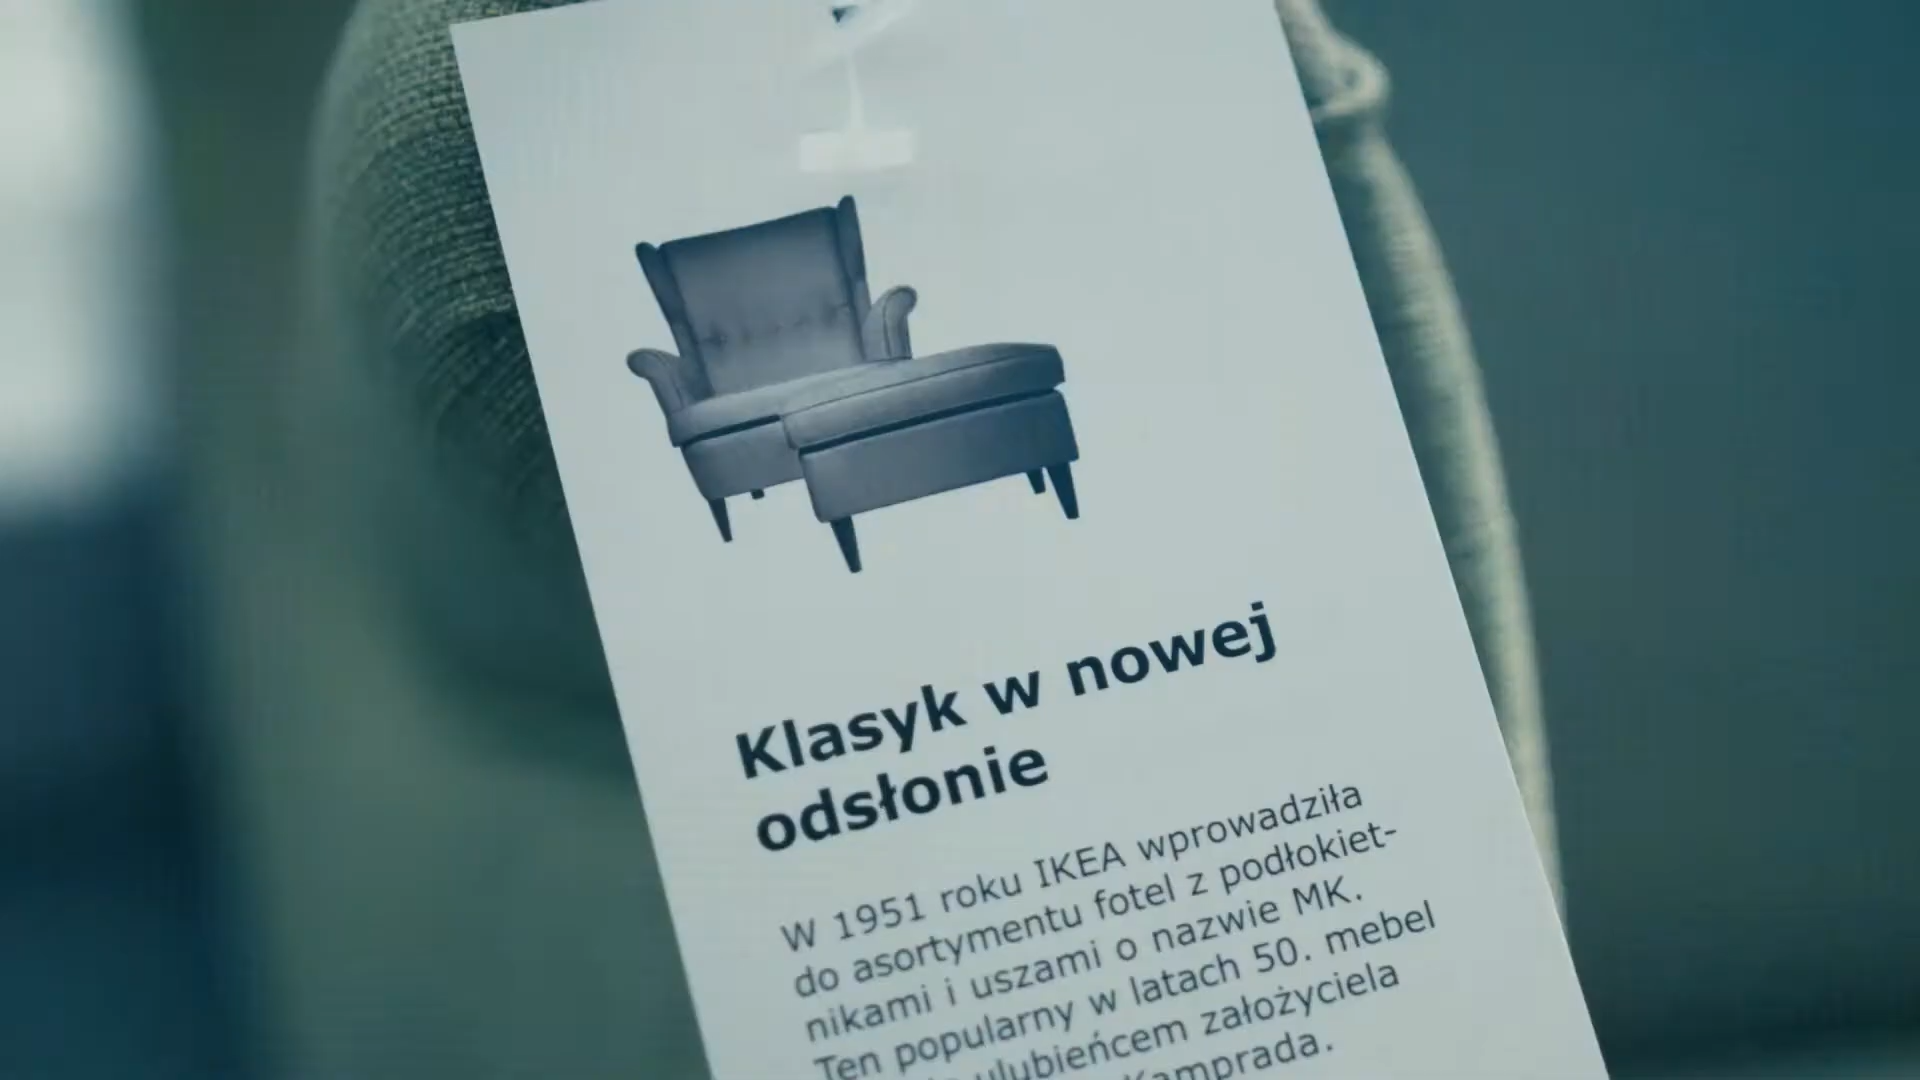 Klasyk w nowej
odsłonie
W 1951 roku IKEA wprowadziła
do asortymentu fotel z podłokiet-
nikami i uszami o nazwie MK.
Ten popularny w latach 50. mebel
ulubieńcem założyciela
Kamprada.